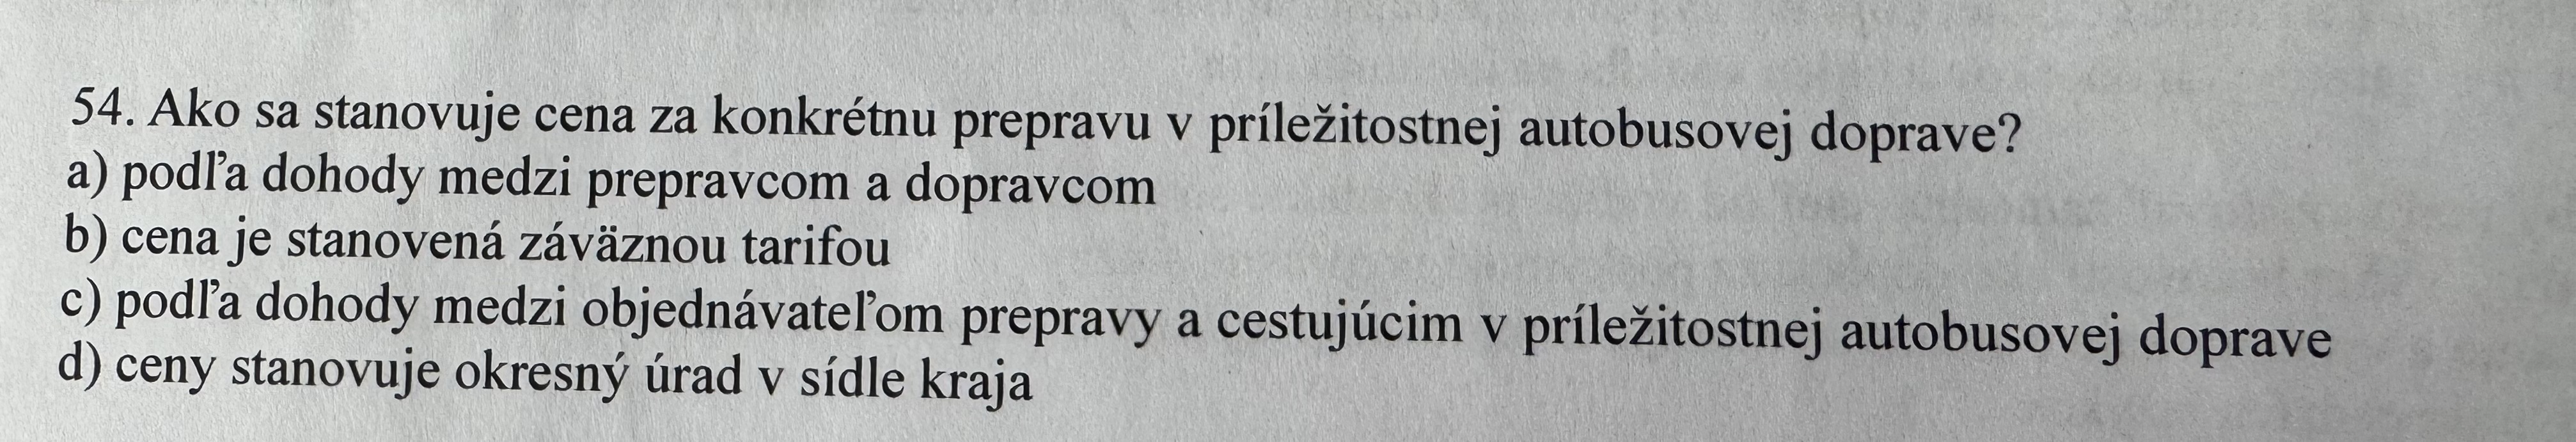 54. Ako sa stanovuje cena za konkrétnu prepravu v príležitostnej autobusovej doprave?
a) podľa dohody medzi prepravcom a dopravcom
b) cena je stanovená záväznou tarifou
c) podľa dohody medzi objednávateľom prepravy a cestujúcim v príležitostnej autobusovej doprave
d) ceny stanovuje okresný úrad v sídle kraja